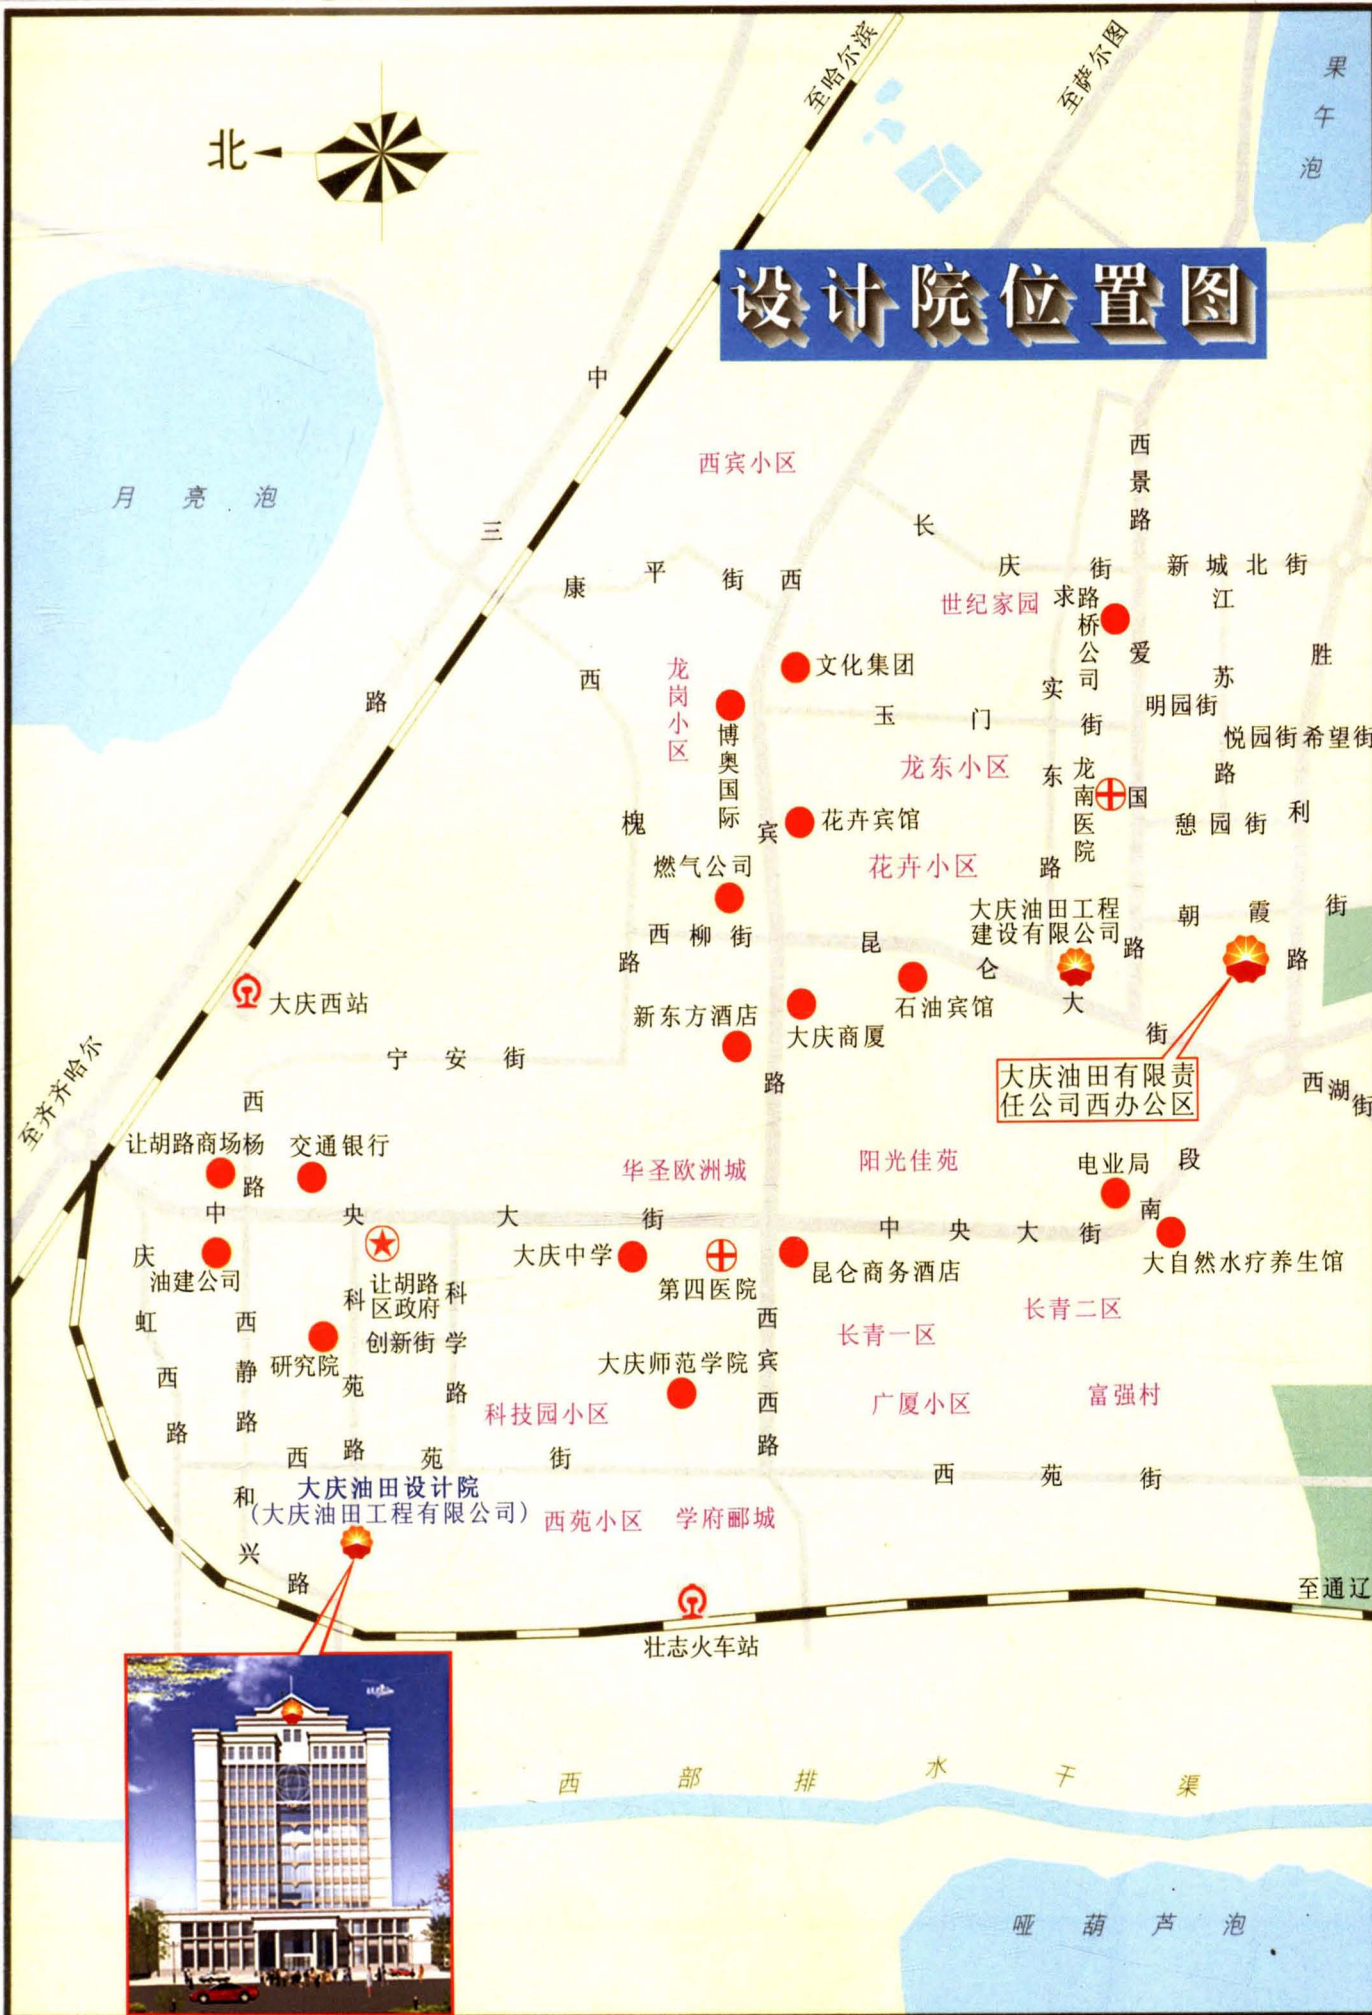 至哈尔滨
至萨尔图
果午泡
北
设计院位置图
中三路
西景路
西宾小区
月亮泡
长庆街
新城北街
康平街
西宾路
世纪家园
求实东路
路桥公司
爱国路
江苏路
胜利街
西槐路
龙岗小区
文化集团
博奥国际
玉门街
明园街
悦园街
希望街
龙东小区
龙南医院
花卉宾馆
憩园街
燃气公司
花卉小区
大庆油田工程
建设有限公司
朝霞路
西柳街
昆仑大街
大庆西站
石油宾馆
新东方酒店
大庆商厦
至齐齐哈尔
宁安街
大庆油田有限责
任公司西办公区
西湖街
西杨路
让胡路商场
交通银行
华圣欧洲城
阳光佳苑
电业局
南段
中央大街
中央大街
庆虹西路
油建公司
让胡路
区政府
大庆中学
第四医院
昆仑商务酒店
大自然水疗养生馆
科苑路
科学路
西静路
西宾西路
长青二区
长青一区
研究院
创新街
大庆师范学院
科技园小区
广厦小区
富强村
西苑街
西苑街
大庆油田设计院
(大庆油田工程有限公司)
和兴路
西苑小区
学府郦城
至通辽
壮志火车站
西部排水干渠
哑葫芦泡